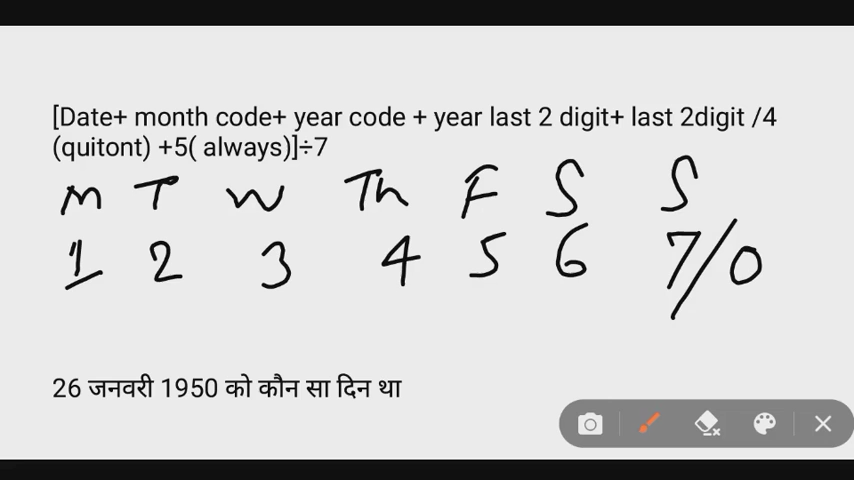 [Date+ month code+ year code + year last 2 digit+ last 2digit /4
(quitont) +5( always)]÷7
M T W Th F S S
1 2 3 4 5 6 7/0
26 जनवरी 1950 को कौन सा दिन था